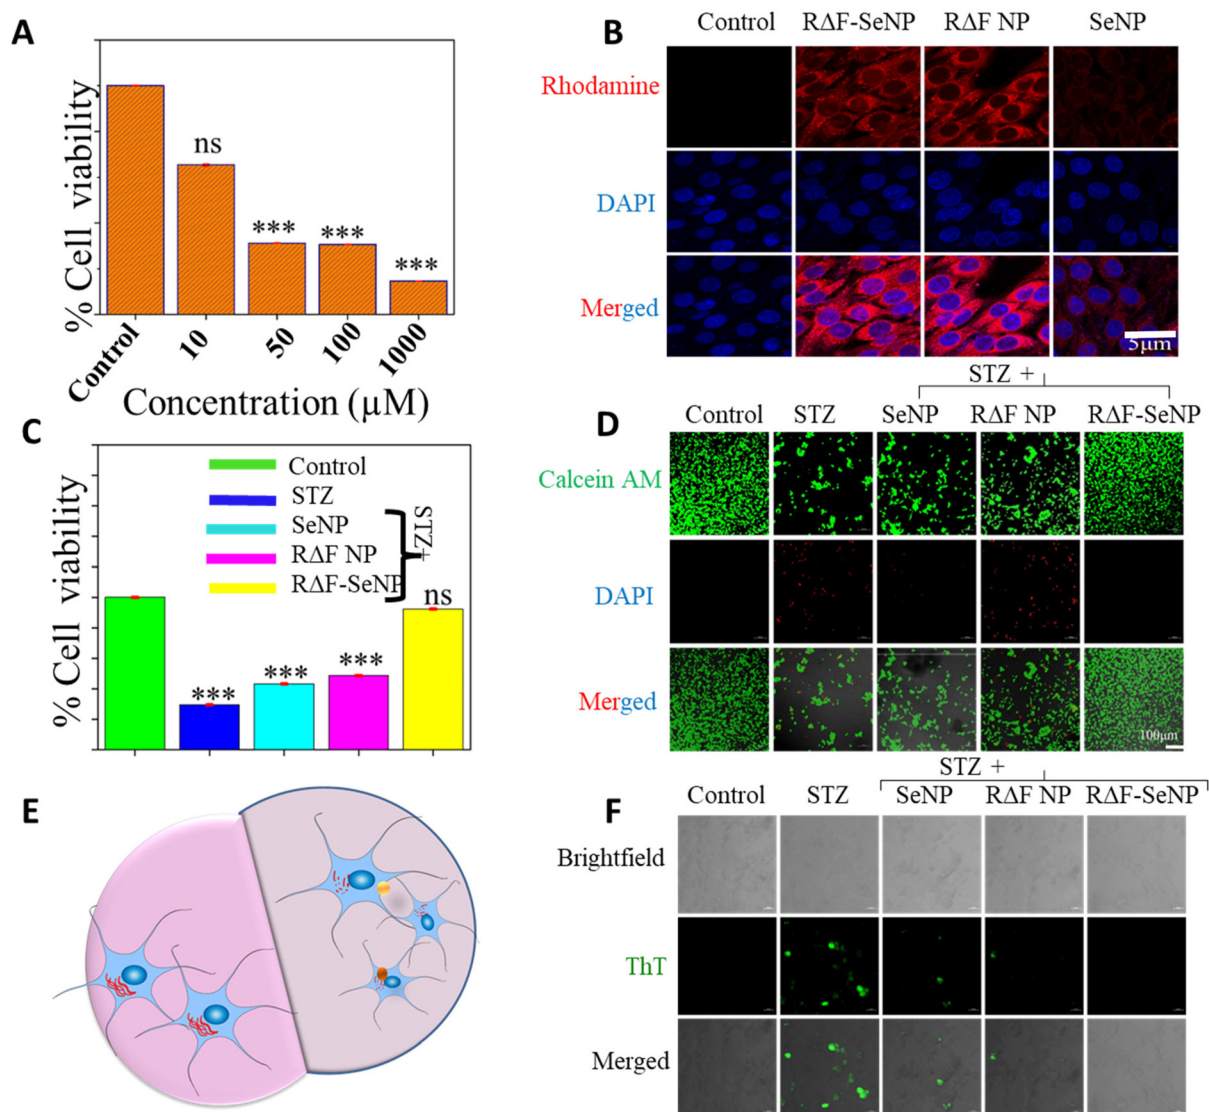 A
% Cell viability
ns
***
***
***
Control
10
50
100
1000
Concentration (µM)
B
Control
RΔF-SeNP
RΔF NP
SeNP
Rhodamine
DAPI
Merged
5µm
C
% Cell viability
Control
STZ
SeNP
RΔF NP
RΔF-SeNP
STZ+
***
***
***
ns
D
STZ +
Control
STZ
SeNP
RΔF NP
RΔF-SeNP
Calcein AM
DAPI
Merged
100µm
E
F
STZ +
Control
STZ
SeNP
RΔF NP
RΔF-SeNP
Brightfield
ThT
Merged